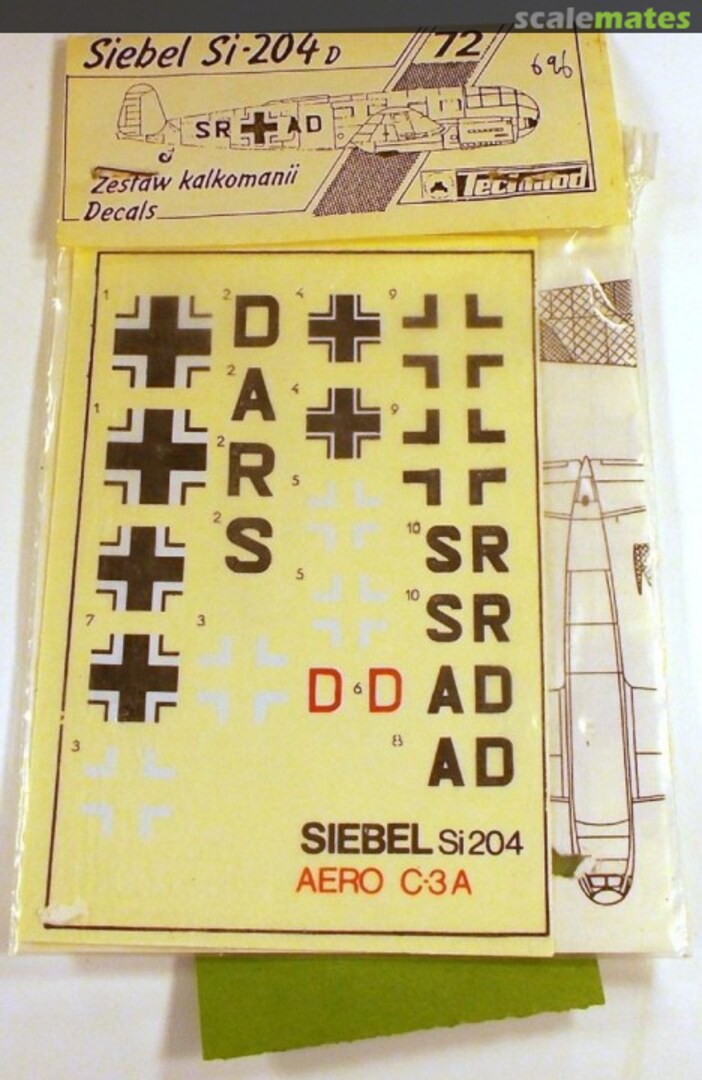 scalemates
Siebel Si-204 D
72
696
SR AD
Zestaw kalkomanii
Decals
Techmod
1 2 D 4 9
2 A
1 4 9
2 R
5
2 S
10 SR
5
10 SR
7 3
D 6 D AD
8
AD
3
SIEBEL Si 204
AERO C-3A